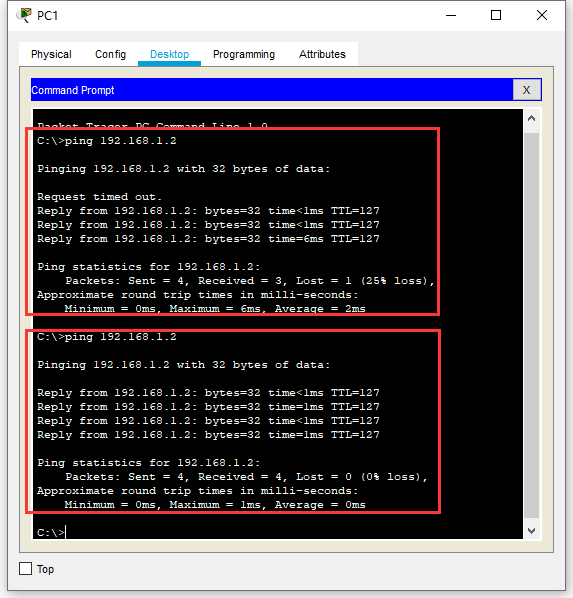 PC1
Physical Config Desktop Programming Attributes
Command Prompt X
Packet Tracer PC Command Line 1.0
C:\>ping 192.168.1.2
Pinging 192.168.1.2 with 32 bytes of data:
Request timed out.
Reply from 192.168.1.2: bytes=32 time<1ms TTL=127
Reply from 192.168.1.2: bytes=32 time<1ms TTL=127
Reply from 192.168.1.2: bytes=32 time=6ms TTL=127
Ping statistics for 192.168.1.2:
Packets: Sent = 4, Received = 3, Lost = 1 (25% loss),
Approximate round trip times in milli-seconds:
Minimum = 0ms, Maximum = 6ms, Average = 2ms
C:\>ping 192.168.1.2
Pinging 192.168.1.2 with 32 bytes of data:
Reply from 192.168.1.2: bytes=32 time<1ms TTL=127
Reply from 192.168.1.2: bytes=32 time=1ms TTL=127
Reply from 192.168.1.2: bytes=32 time<1ms TTL=127
Reply from 192.168.1.2: bytes=32 time=1ms TTL=127
Ping statistics for 192.168.1.2:
Packets: Sent = 4, Received = 4, Lost = 0 (0% loss),
Approximate round trip times in milli-seconds:
Minimum = 0ms, Maximum = 1ms, Average = 0ms
C:\>
Top